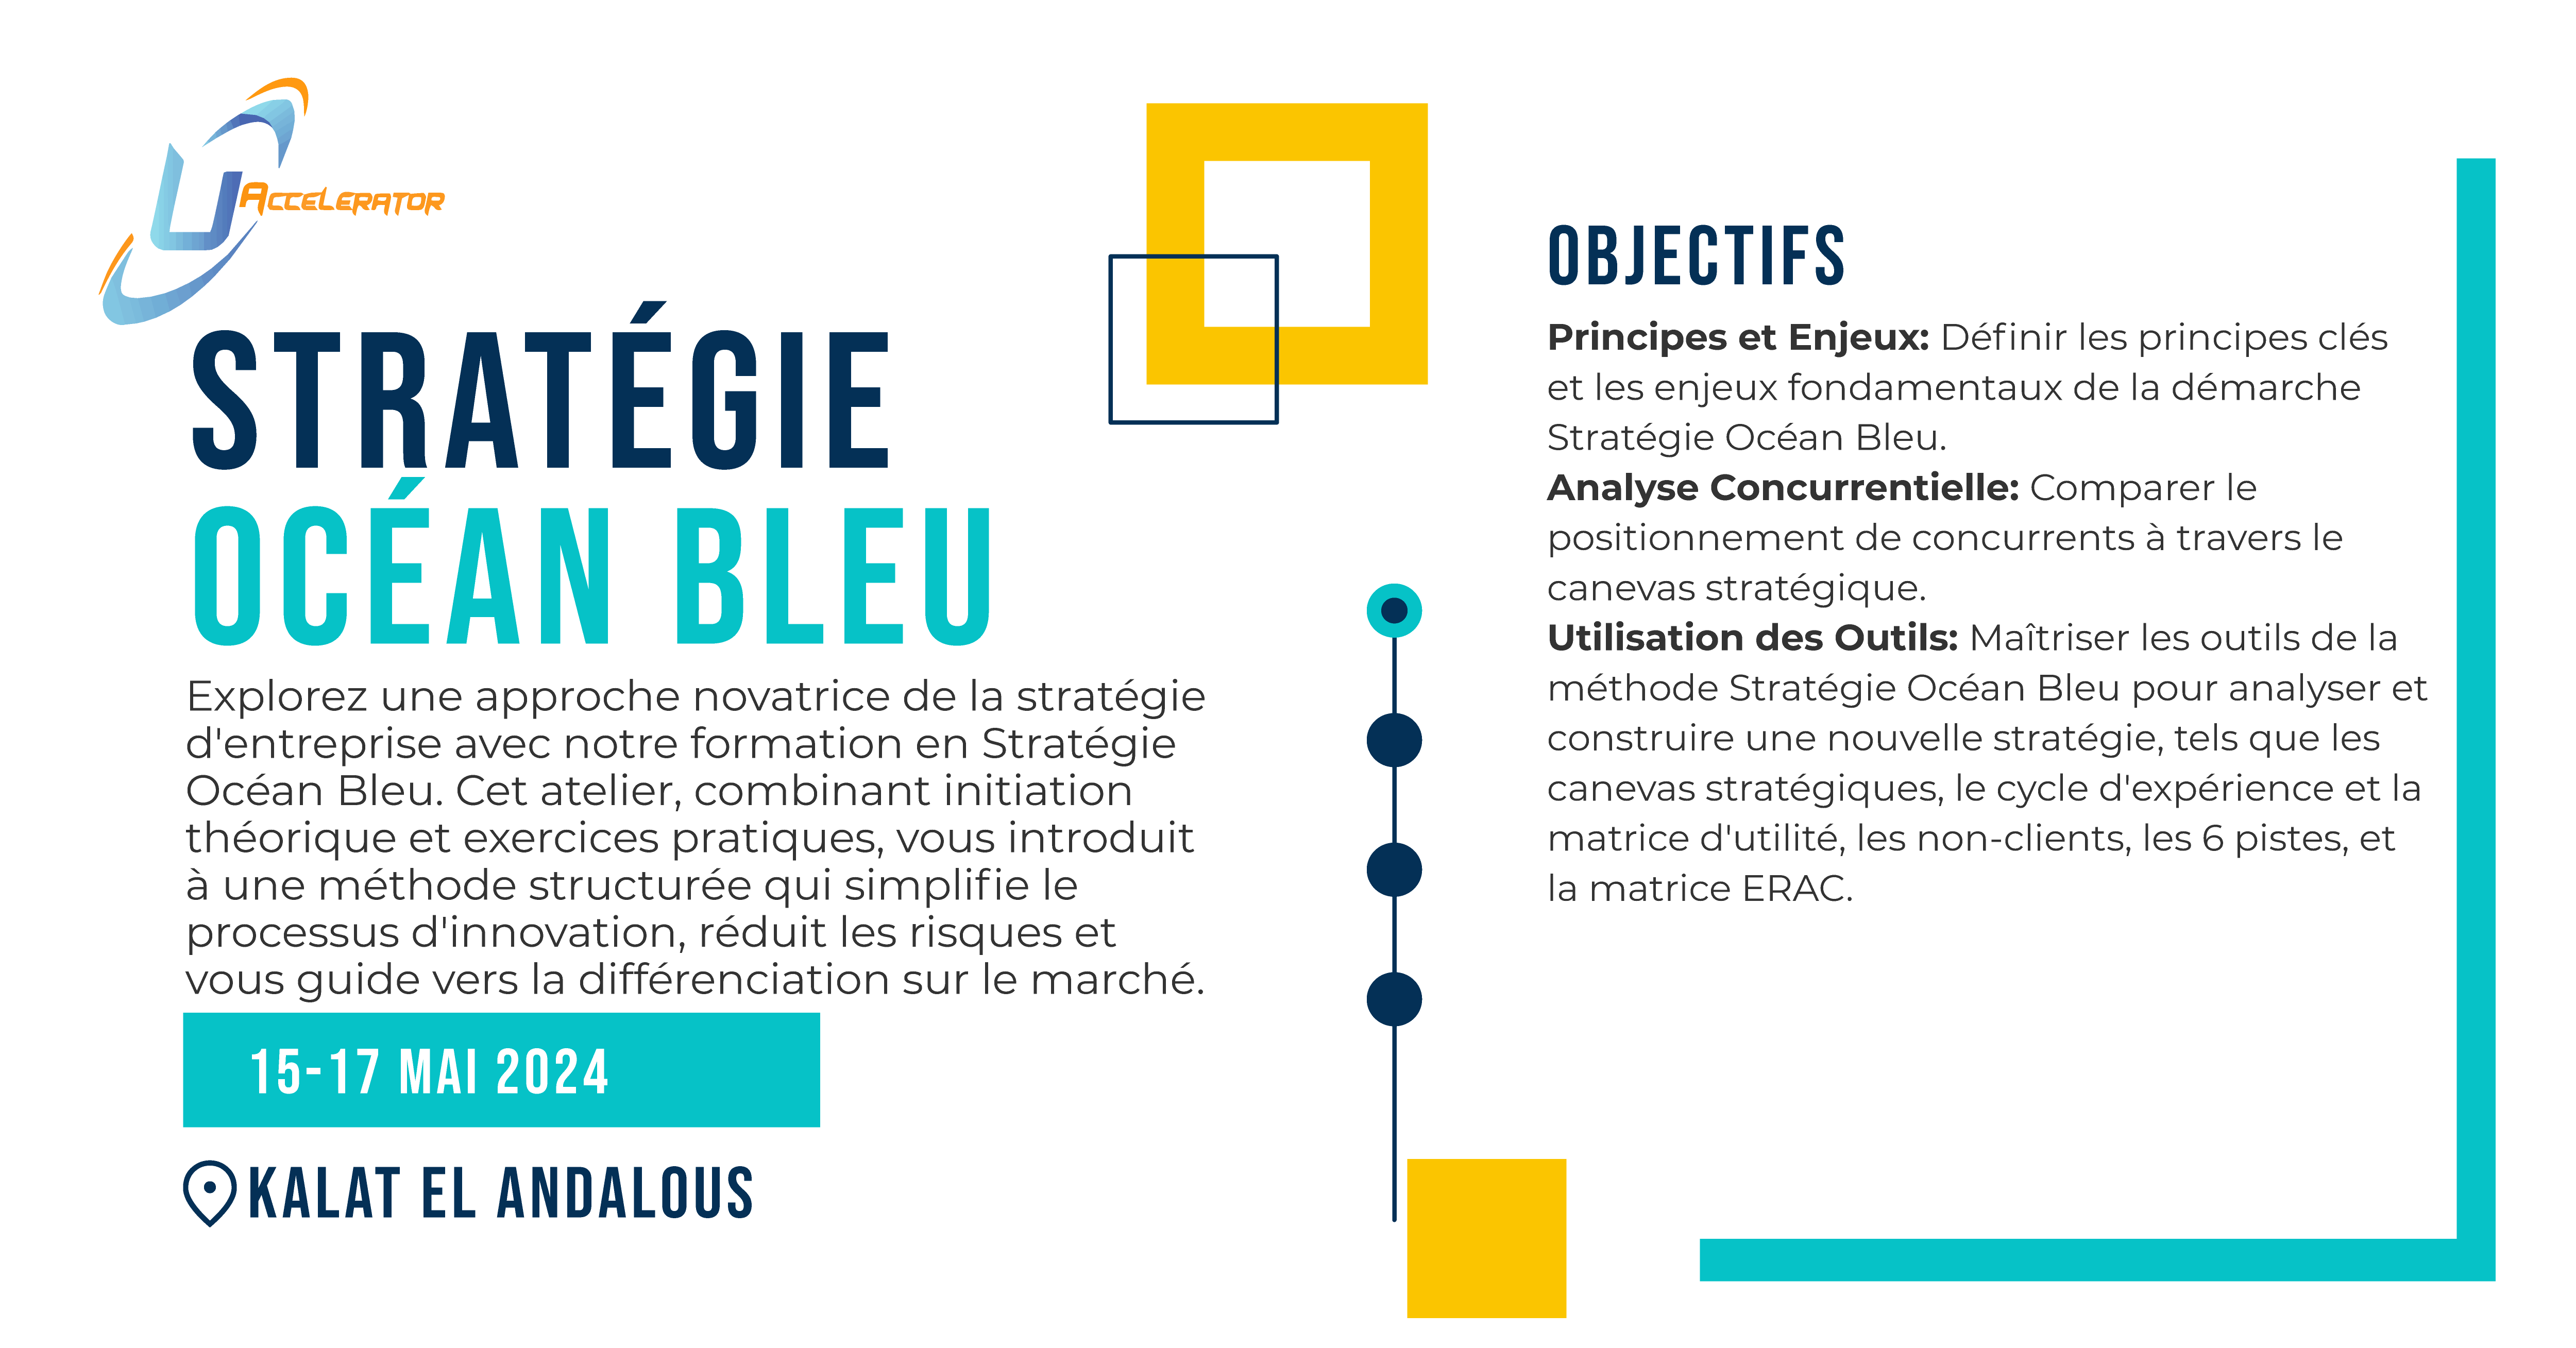 U Accelerator
STRATÉGIE
OCÉAN BLEU
Explorez une approche novatrice de la stratégie
d'entreprise avec notre formation en Stratégie
Océan Bleu. Cet atelier, combinant initiation
théorique et exercices pratiques, vous introduit
à une méthode structurée qui simplifie le
processus d'innovation, réduit les risques et
vous guide vers la différenciation sur le marché.
15-17 MAI 2024
KALAT EL ANDALOUS
OBJECTIFS
Principes et Enjeux: Définir les principes clés
et les enjeux fondamentaux de la démarche
Stratégie Océan Bleu.
Analyse Concurrentielle: Comparer le
positionnement de concurrents à travers le
canevas stratégique.
Utilisation des Outils: Maîtriser les outils de la
méthode Stratégie Océan Bleu pour analyser et
construire une nouvelle stratégie, tels que les
canevas stratégiques, le cycle d'expérience et la
matrice d'utilité, les non-clients, les 6 pistes, et
la matrice ERAC.